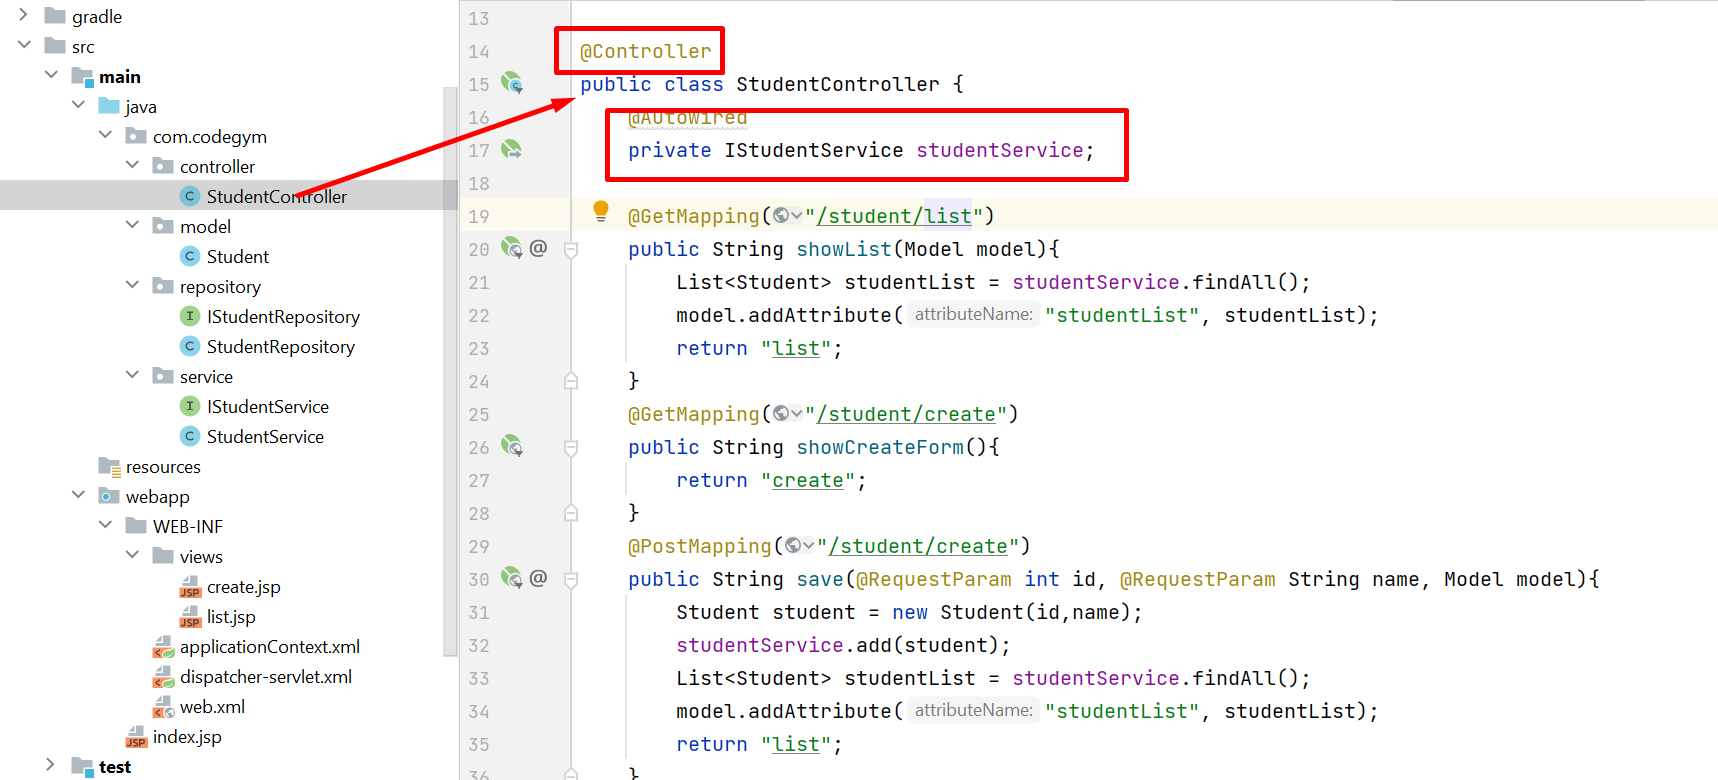 gradle
src
main
java
com.codegym
controller
StudentController
model
Student
repository
IStudentRepository
StudentRepository
service
IStudentService
StudentService
resources
webapp
WEB-INF
views
create.jsp
list.jsp
applicationContext.xml
dispatcher-servlet.xml
web.xml
index.jsp
test
13
14 @Controller
15 public class StudentController {
16 @Autowired
17 private IStudentService studentService;
18
19 @GetMapping("/student/list")
20 public String showList(Model model){
21 List<Student> studentList = studentService.findAll();
22 model.addAttribute( attributeName: "studentList", studentList);
23 return "list";
24 }
25 @GetMapping("/student/create")
26 public String showCreateForm(){
27 return "create";
28 }
29 @PostMapping("/student/create")
30 public String save(@RequestParam int id, @RequestParam String name, Model model){
31 Student student = new Student(id,name);
32 studentService.add(student);
33 List<Student> studentList = studentService.findAll();
34 model.addAttribute( attributeName: "studentList", studentList);
35 return "list";
36 }